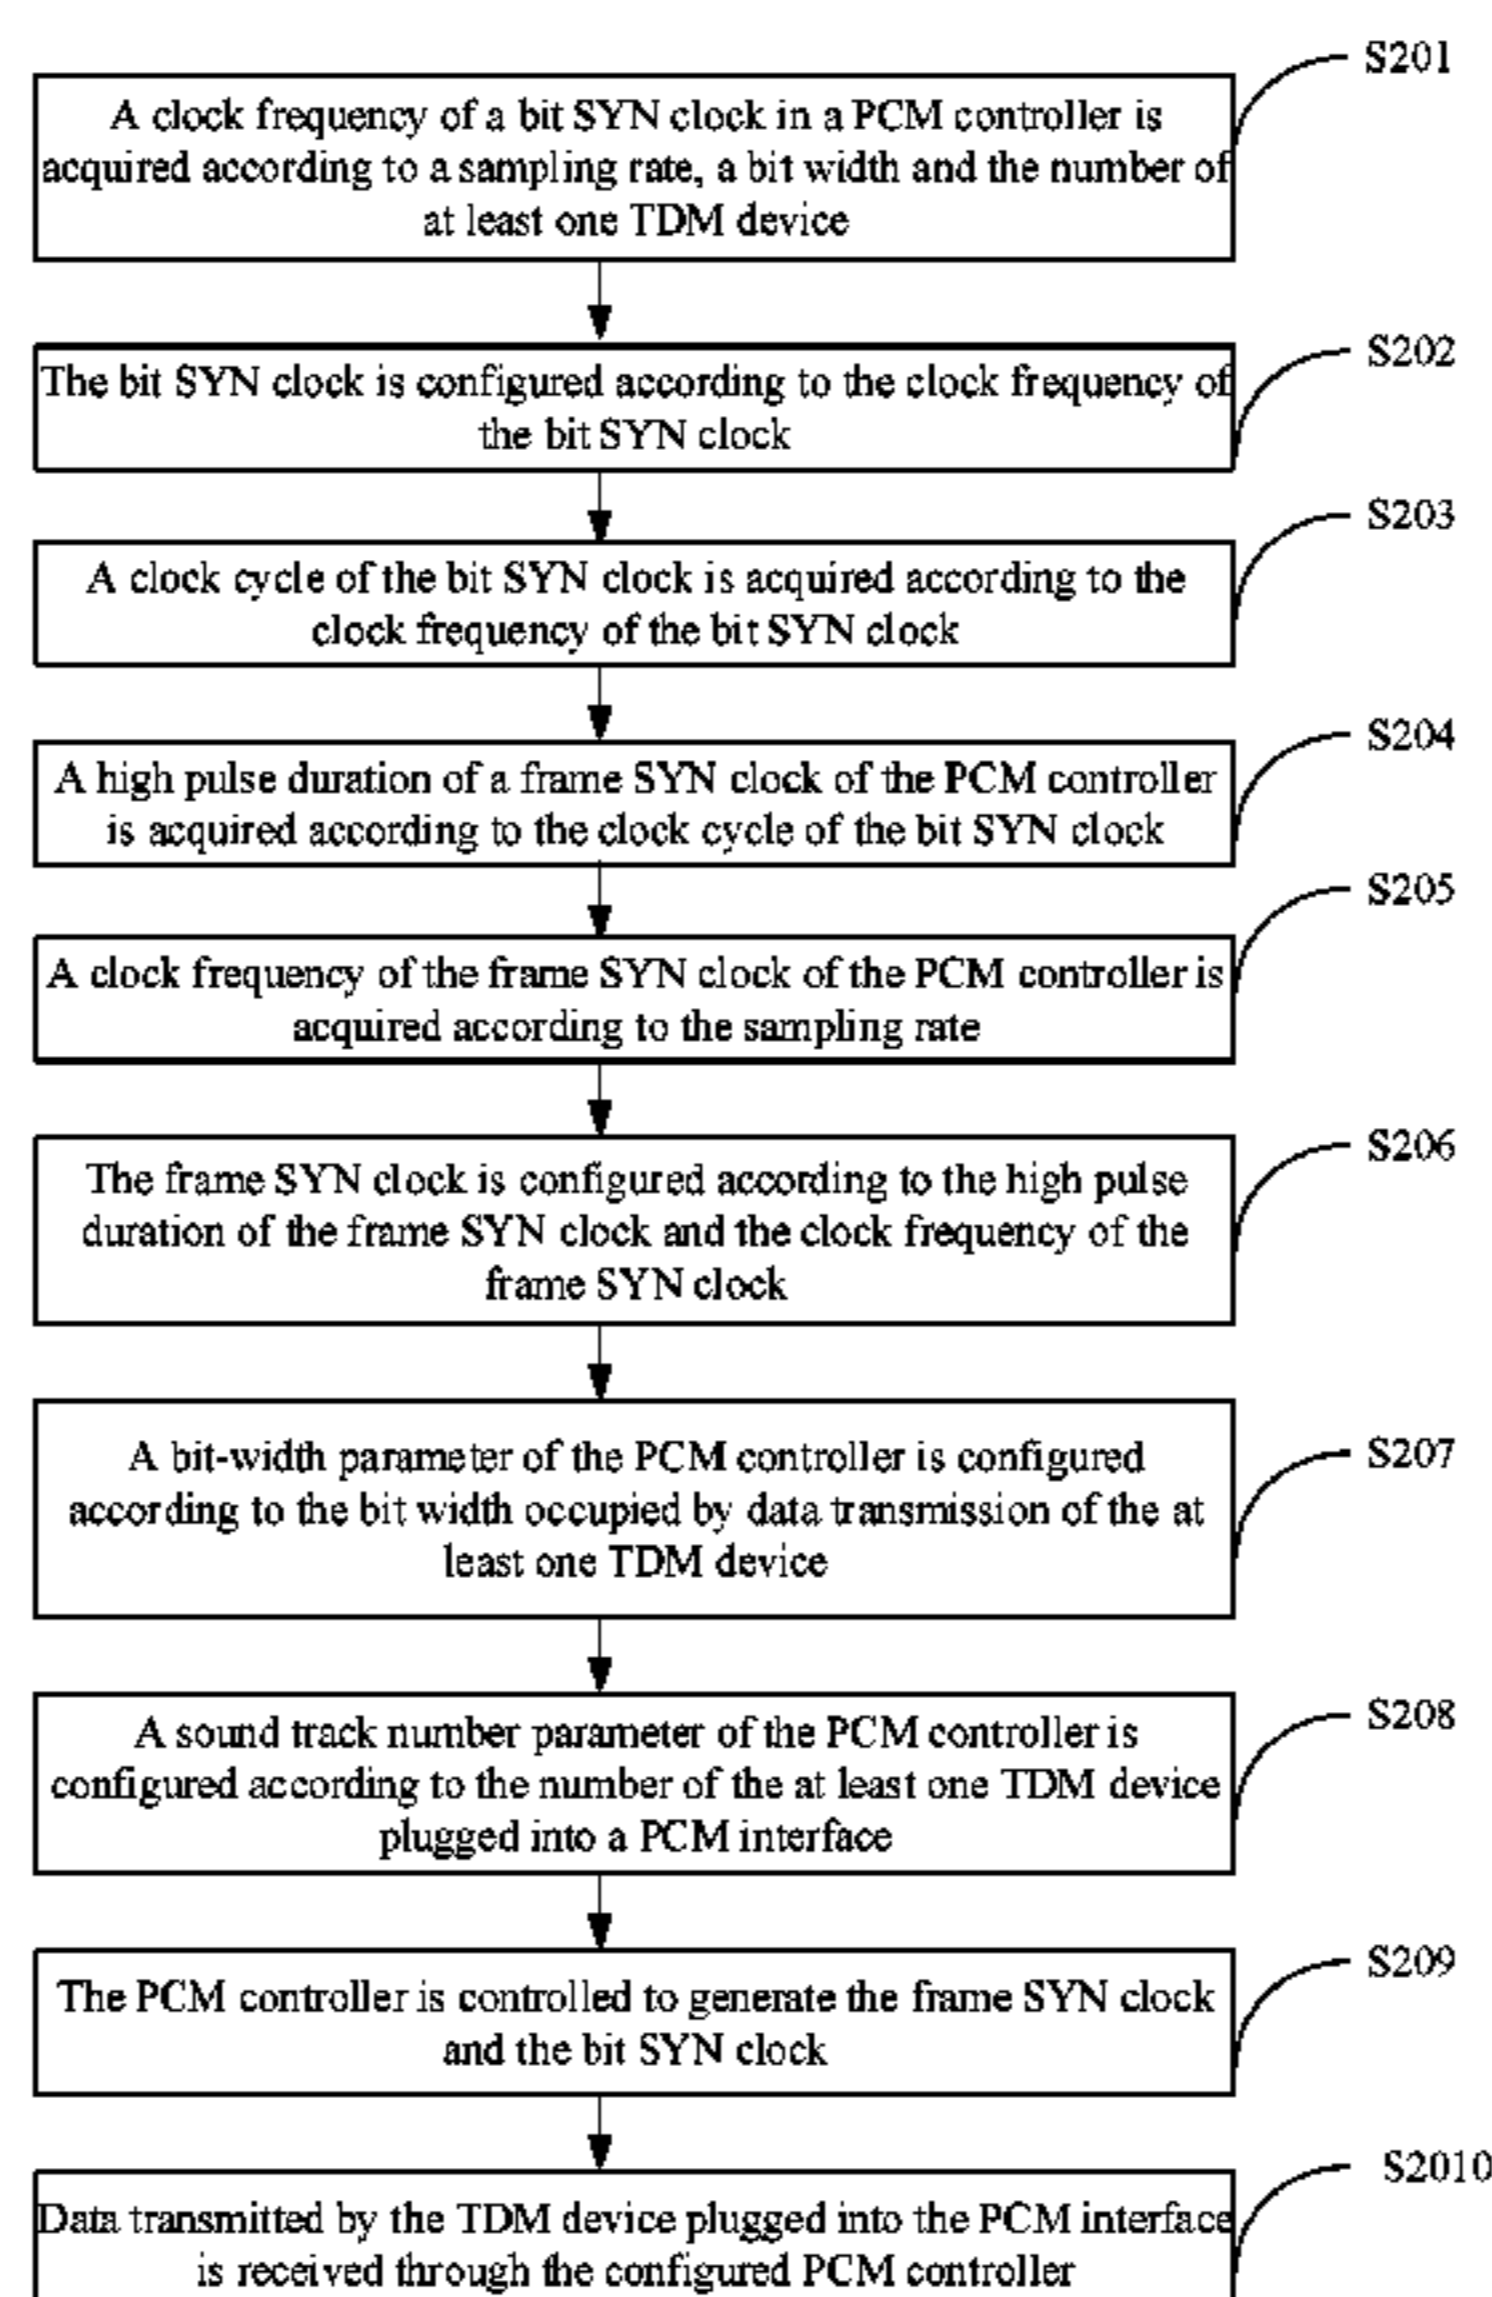 S201
A clock frequency of a bit SYN clock in a PCM controller is
acquired according to a sampling rate, a bit width and the number of
at least one TDM device
S202
The bit SYN clock is configured according to the clock frequency of
the bit SYN clock
S203
A clock cycle of the bit SYN clock is acquired according to the
clock frequency of the bit SYN clock
S204
A high pulse duration of a frame SYN clock of the PCM controller
is acquired according to the clock cycle of the bit SYN clock
S205
A clock frequency of the frame SYN clock of the PCM controller is
acquired according to the sampling rate
S206
The frame SYN clock is configured according to the high pulse
duration of the frame SYN clock and the clock frequency of the
frame SYN clock
S207
A bit-width parameter of the PCM controller is configured
according to the bit width occupied by data transmission of the at
least one TDM device
S208
A sound track number parameter of the PCM controller is
configured according to the number of the at least one TDM device
plugged into a PCM interface
S209
The PCM controller is controlled to generate the frame SYN clock
and the bit SYN clock
S2010
Data transmitted by the TDM device plugged into the PCM interface
is received through the configured PCM controller